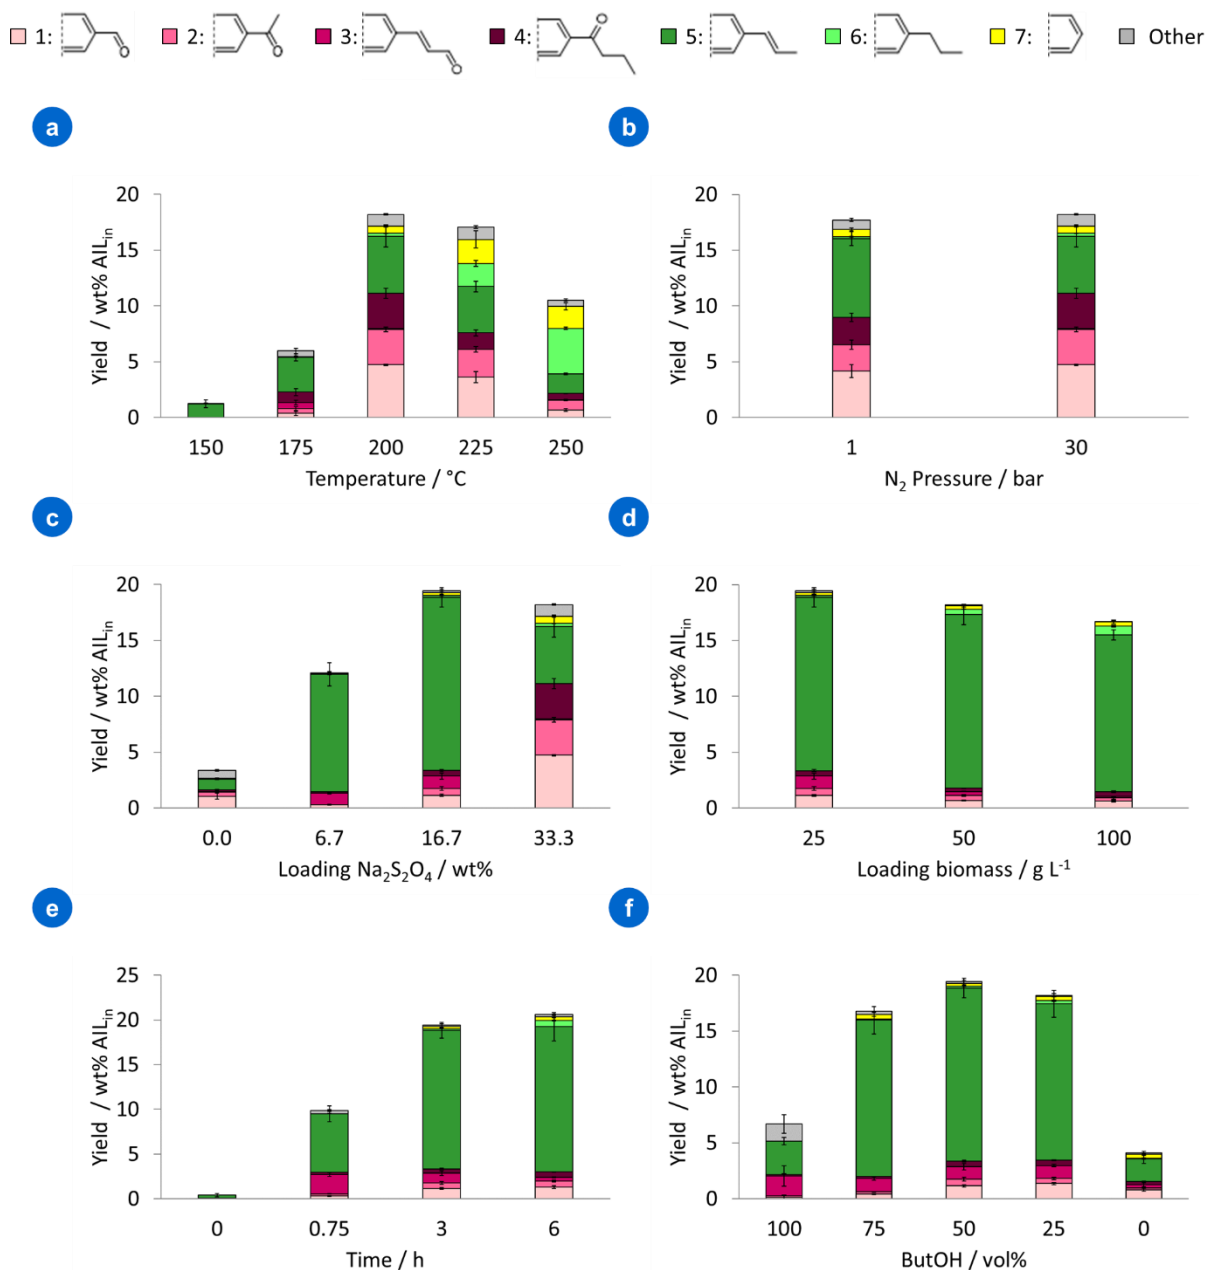 1: 2: 3: 4: 5: 6: 7: Other
O O O O
a
b
20
15
10
5
0
Yield / wt% AIL_in
150 175 200 225 250
Temperature / °C
20
15
10
5
0
Yield / wt% AIL_in
1 30
N₂ Pressure / bar
c
d
20
15
10
5
0
Yield / wt% AIL_in
0.0 6.7 16.7 33.3
Loading Na₂S₂O₄ / wt%
20
15
10
5
0
Yield / wt% AIL_in
25 50 100
Loading biomass / g L⁻¹
e
f
25
20
15
10
5
0
Yield / wt% AIL_in
0 0.75 3 6
Time / h
20
15
10
5
0
Yield / wt% AIL_in
100 75 50 25 0
ButOH / vol%